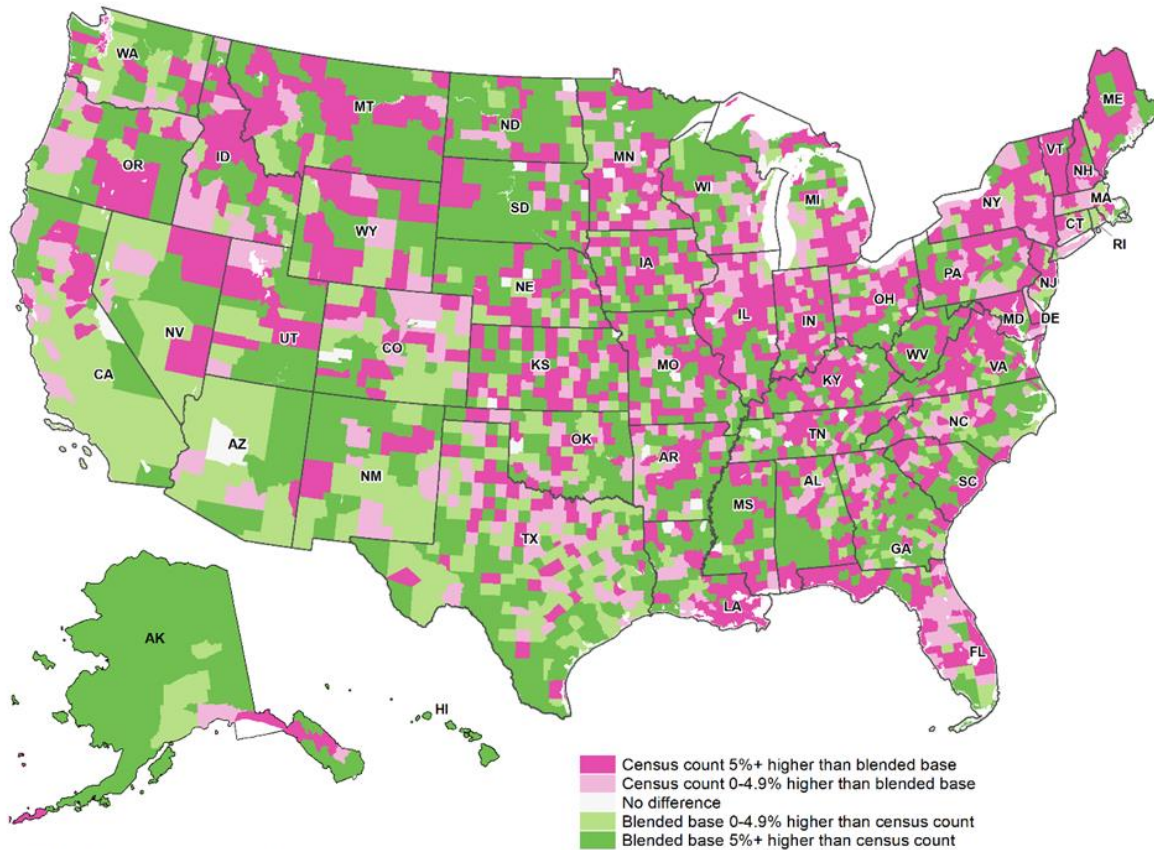 WA
MT
ND
MN
ME
VT
NH
OR
ID
SD
WI
MI
NY
MA
CT
RI
WY
IA
PA
NJ
NE
OH
IL
IN
MD
DE
NV
UT
CO
WV
VA
CA
KS
MO
KY
NC
AZ
NM
OK
TN
AR
SC
MS
AL
GA
TX
LA
FL
AK
HI
Census count 5%+ higher than blended base
Census count 0-4.9% higher than blended base
No difference
Blended base 0-4.9% higher than census count
Blended base 5%+ higher than census count